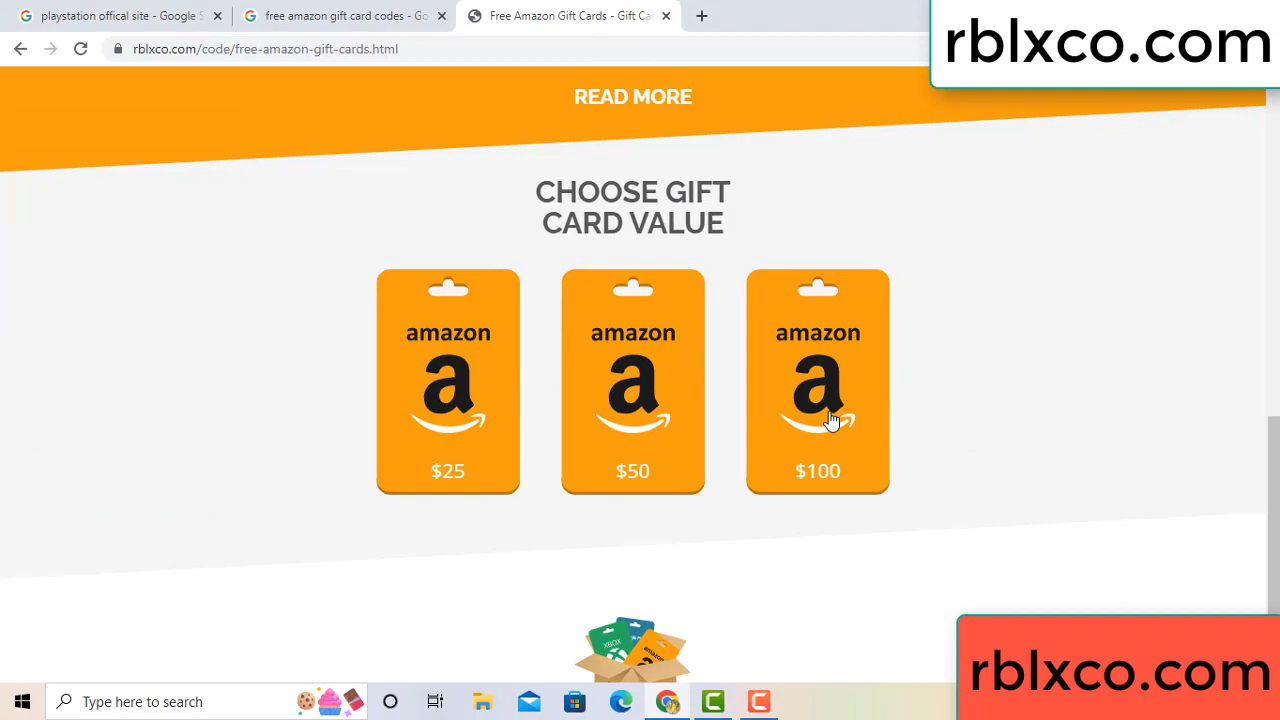 playstation offical site - Google S
free amazon gift card codes - Go
Free Amazon Gift Cards - Gift Ca
rblxco.com/code/free-amazon-gift-cards.html
rblxco.com
READ MORE
CHOOSE GIFT
CARD VALUE
amazon
a
$25
amazon
a
$50
amazon
a
$100
XBOX
rblxco.com
Type here to search